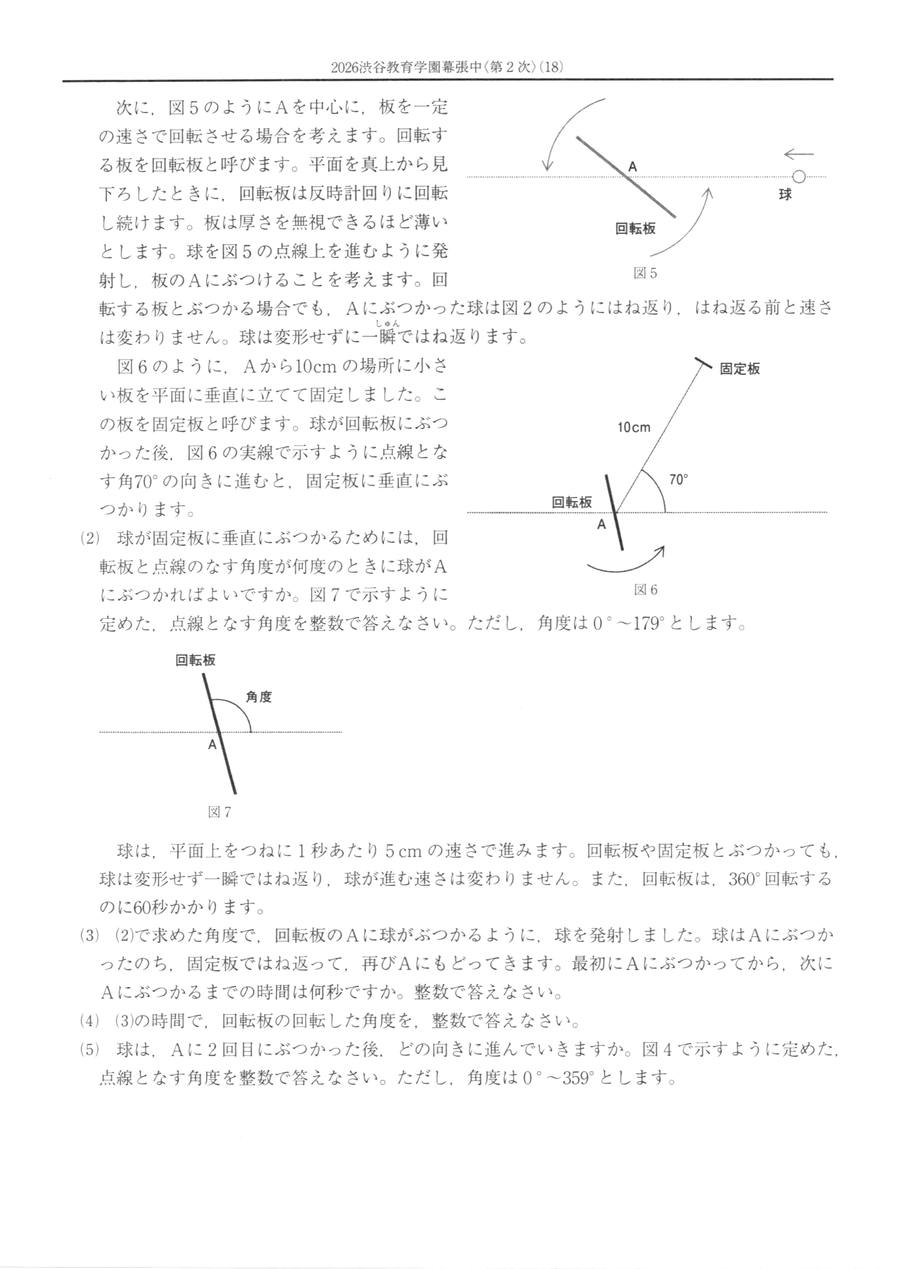 2026渋谷教育学園幕張中〈第2次〉(18)
次に，図5のようにAを中心に，板を一定
の速さで回転させる場合を考えます。回転す
る板を回転板と呼びます。平面を真上から見
下ろしたときに，回転板は反時計回りに回転
し続けます。板は厚さを無視できるほど薄い
とします。球を図5の点線上を進むように発
射し，板のAにぶつけることを考えます。回
転する板とぶつかる場合でも，Aにぶつかった球は図2のようにはね返り，はね返る前と速さ
は変わりません。球は変形せずに一瞬ではね返ります。
しゅん
A
球
回転板
図5
図6のように，Aから10cmの場所に小さ
い板を平面に垂直に立てて固定しました。こ
の板を固定板と呼びます。球が回転板にぶつ
かった後，図6の実線で示すように点線とな
す角70°の向きに進むと，固定板に垂直にぶ
つかります。
固定板
10cm
70°
回転板
A
図6
(2) 球が固定板に垂直にぶつかるためには，回
転板と点線のなす角度が何度のときに球がA
にぶつかればよいですか。図7で示すように
定めた，点線となす角度を整数で答えなさい。ただし，角度は0°～179°とします。
回転板
角度
A
図7
球は，平面上をつねに1秒あたり5cmの速さで進みます。回転板や固定板とぶつかっても，
球は変形せず一瞬ではね返り，球が進む速さは変わりません。また，回転板は，360°回転する
のに60秒かかります。
(3) (2)で求めた角度で，回転板のAに球がぶつかるように，球を発射しました。球はAにぶつか
ったのち，固定板ではね返って，再びAにもどってきます。最初にAにぶつかってから，次に
Aにぶつかるまでの時間は何秒ですか。整数で答えなさい。
(4) (3)の時間で，回転板の回転した角度を，整数で答えなさい。
(5) 球は，Aに2回目にぶつかった後，どの向きに進んでいきますか。図4で示すように定めた，
点線となす角度を整数で答えなさい。ただし，角度は0°～359°とします。